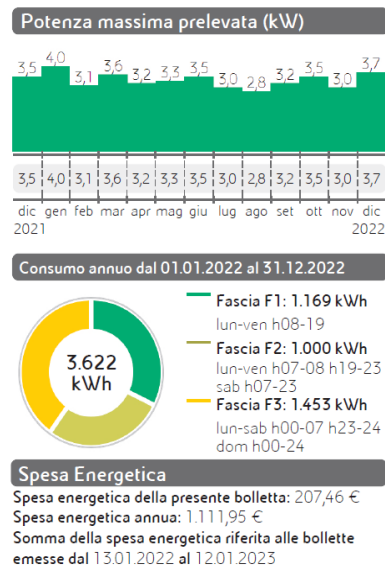 Potenza massima prelevata (kW)
3,5 4,0 3,1 3,6 3,2 3,3 3,5 3,0 2,8 3,2 3,5 3,0 3,7
3,5 4,0 3,1 3,6 3,2 3,3 3,5 3,0 2,8 3,2 3,5 3,0 3,7
dic gen feb mar apr mag giu lug ago set ott nov dic
2021 2022
Consumo annuo dal 01.01.2022 al 31.12.2022
3.622
kWh
Fascia F1: 1.169 kWh
lun-ven h08-19
Fascia F2: 1.000 kWh
lun-ven h07-08 h19-23
sab h07-23
Fascia F3: 1.453 kWh
lun-sab h00-07 h23-24
dom h00-24
Spesa Energetica
Spesa energetica della presente bolletta: 207,46 €
Spesa energetica annua: 1.111,95 €
Somma della spesa energetica riferita alle bollette
emesse dal 13.01.2022 al 12.01.2023